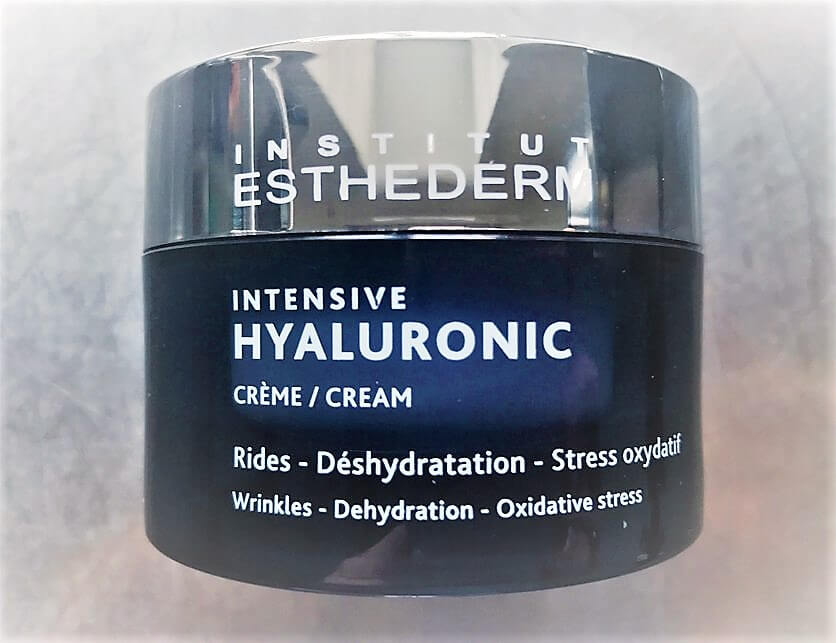 INSTITUT
ESTHEDERM
INTENSIVE
HYALURONIC
CRÈME / CREAM
Rides - Déshydratation - Stress oxydatif
Wrinkles - Dehydration - Oxidative stress